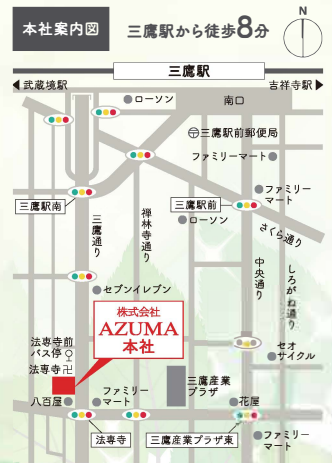 本社案内図
三鷹駅から徒歩8分
N
三鷹駅
◀武蔵境駅
吉祥寺駅▶
ローソン
南口
〒三鷹駅前郵便局
ファミリーマート
三鷹駅南
三鷹通り
禅林寺通り
三鷹駅前
ファミリー
マート
ローソン
さくら通り
中央通り
しろがね通り
セブンイレブン
株式会社
AZUMA
本社
法専寺前
バス停
法専寺卍
セオ
サイクル
八百屋
ファミリー
マート
三鷹産業
プラザ
花屋
法専寺
三鷹産業プラザ東
ファミリー
マート